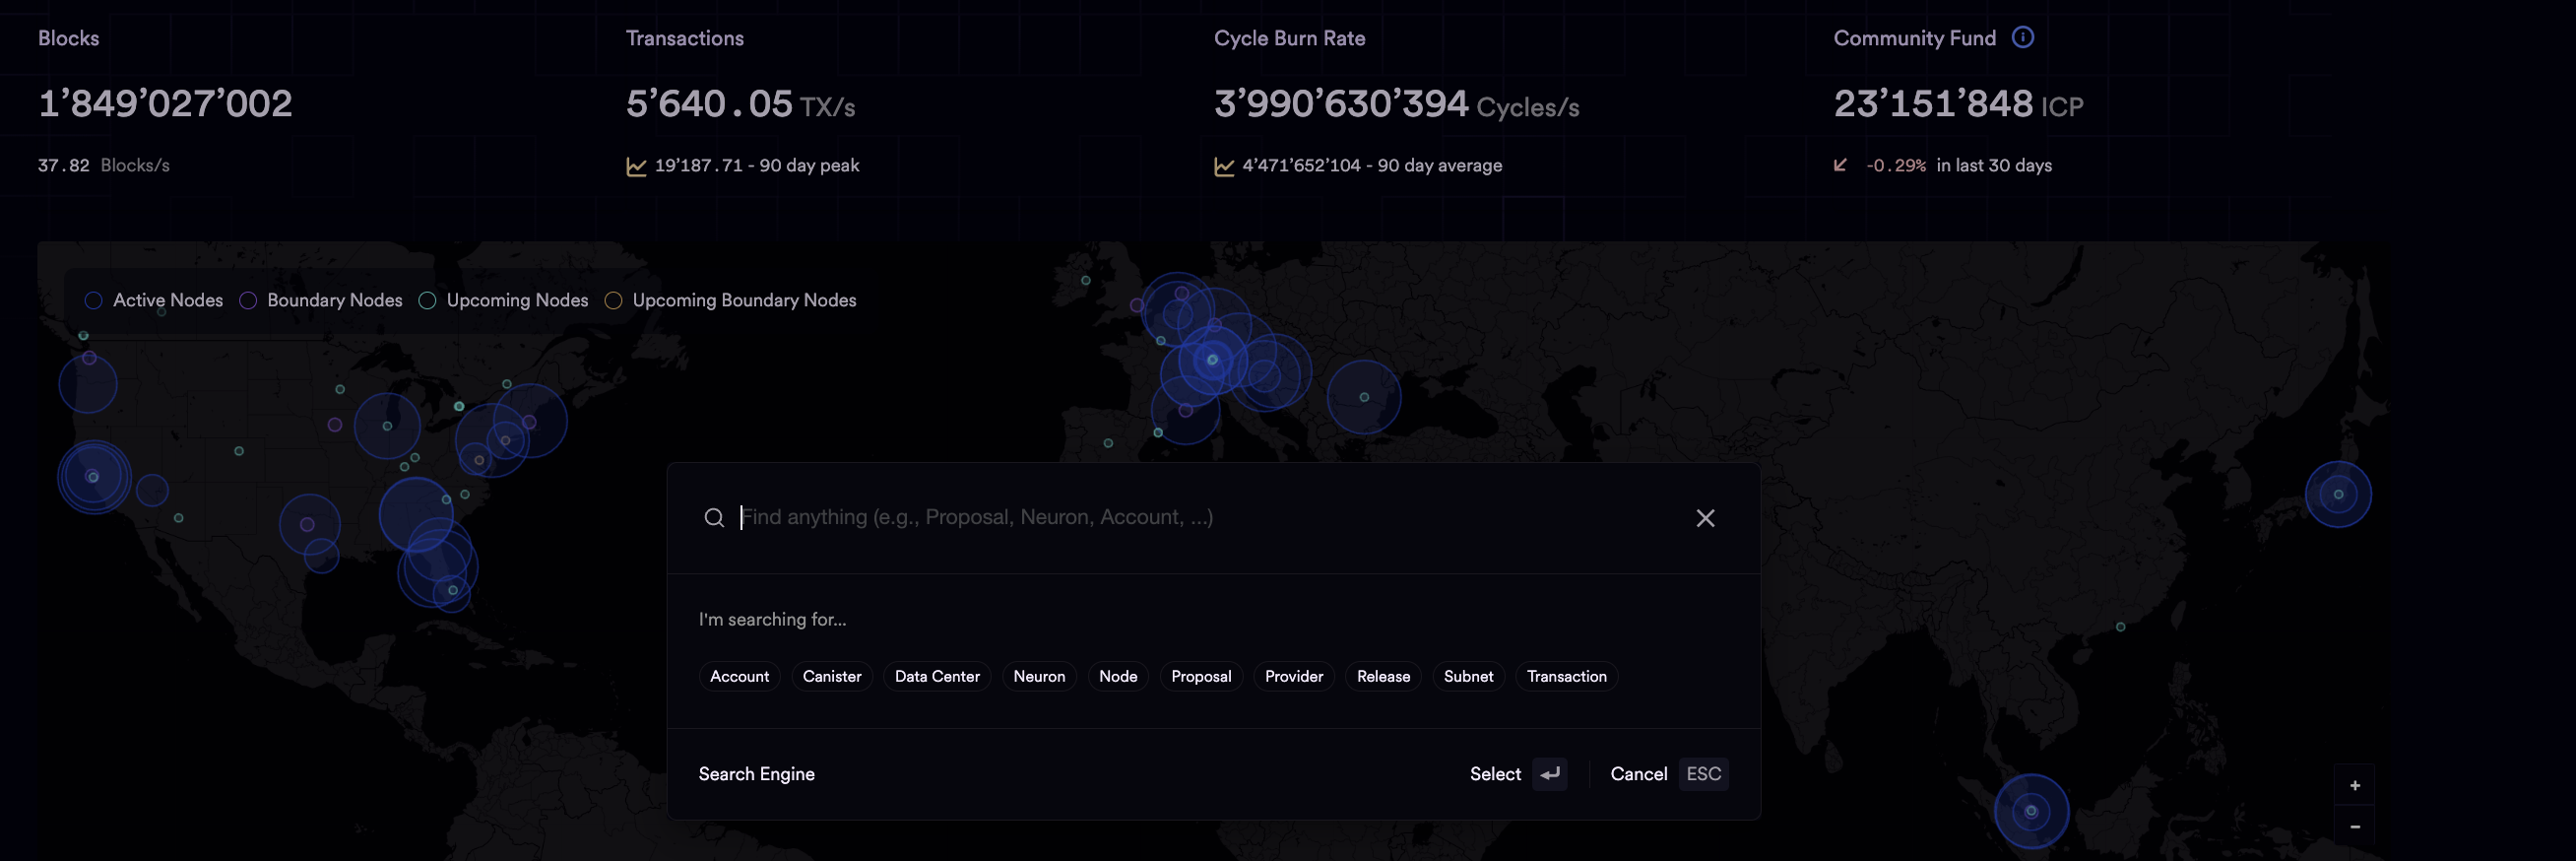 Blocks
1’849’027’002
37.82 Blocks/s
Transactions
5’640.05 TX/s
19’187.71 - 90 day peak
Cycle Burn Rate
3’990’630’394 Cycles/s
4’471’652’104 - 90 day average
Community Fund
23’151’848 ICP
-0.29% in last 30 days
Active Nodes Boundary Nodes Upcoming Nodes Upcoming Boundary Nodes
Find anything (e.g., Proposal, Neuron, Account, ...)
I'm searching for...
Account Canister Data Center Neuron Node Proposal Provider Release Subnet Transaction
Search Engine Select Cancel ESC
+
−